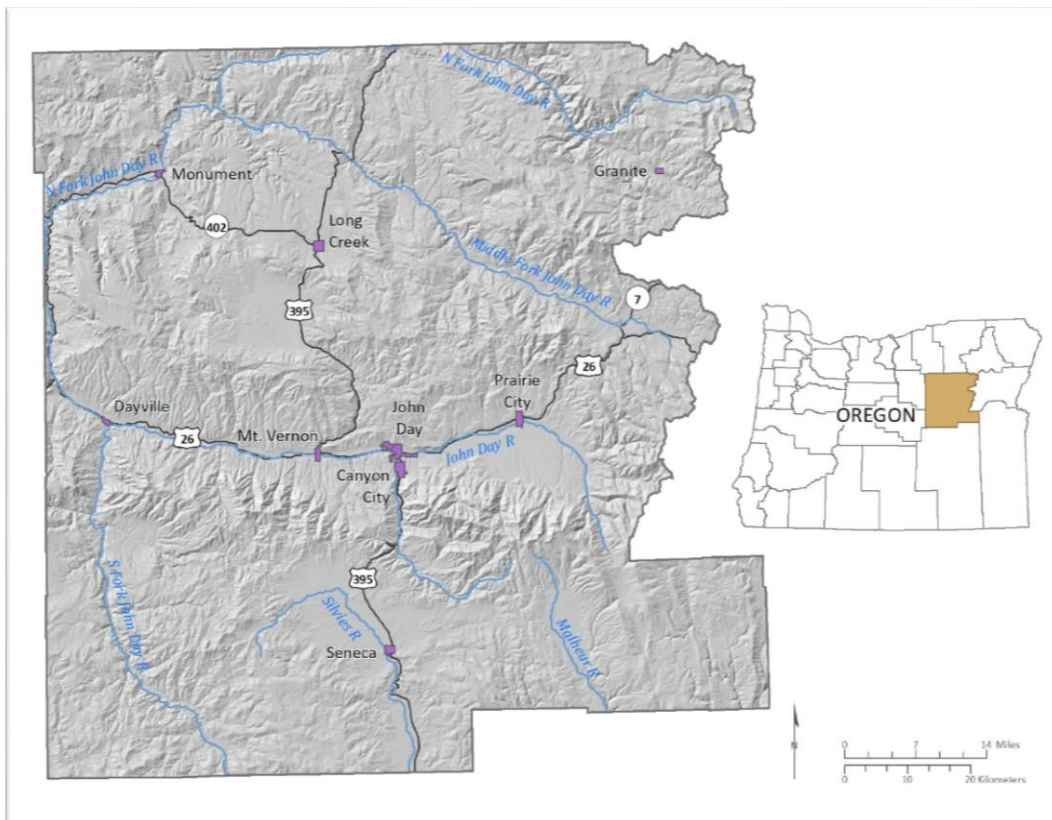 N Fork John Day R
N Fork John Day R
Monument
Granite
402
Long
Creek
Middle Fork John Day R
7
395
26
Prairie
City
Dayville
John
Day
OREGON
26
Mt. Vernon
John Day R
Canyon
City
395
S Fork John Day R
Silvies R
Malheur R
Seneca
N
0 7 14 Miles
0 10 20 Kilometers